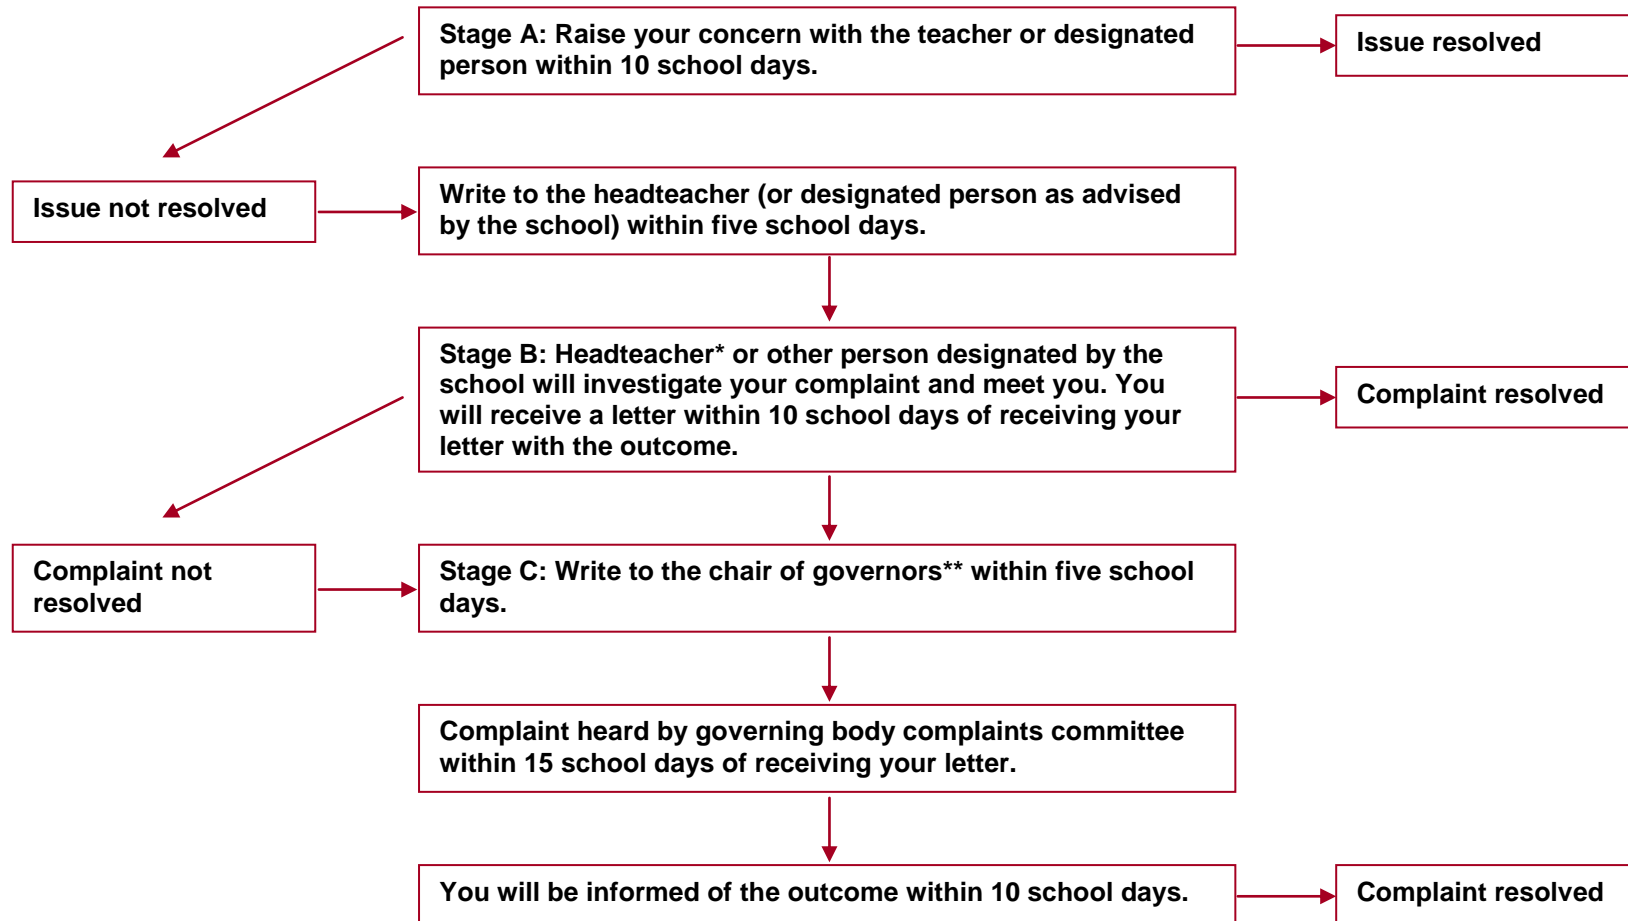 Stage A: Raise your concern with the teacher or designated
person within 10 school days.
Issue resolved
Issue not resolved
Write to the headteacher (or designated person as advised
by the school) within five school days.
Stage B: Headteacher* or other person designated by the
school will investigate your complaint and meet you. You
will receive a letter within 10 school days of receiving your
letter with the outcome.
Complaint resolved
Complaint not
resolved
Stage C: Write to the chair of governors** within five school
days.
Complaint heard by governing body complaints committee
within 15 school days of receiving your letter.
You will be informed of the outcome within 10 school days.
Complaint resolved